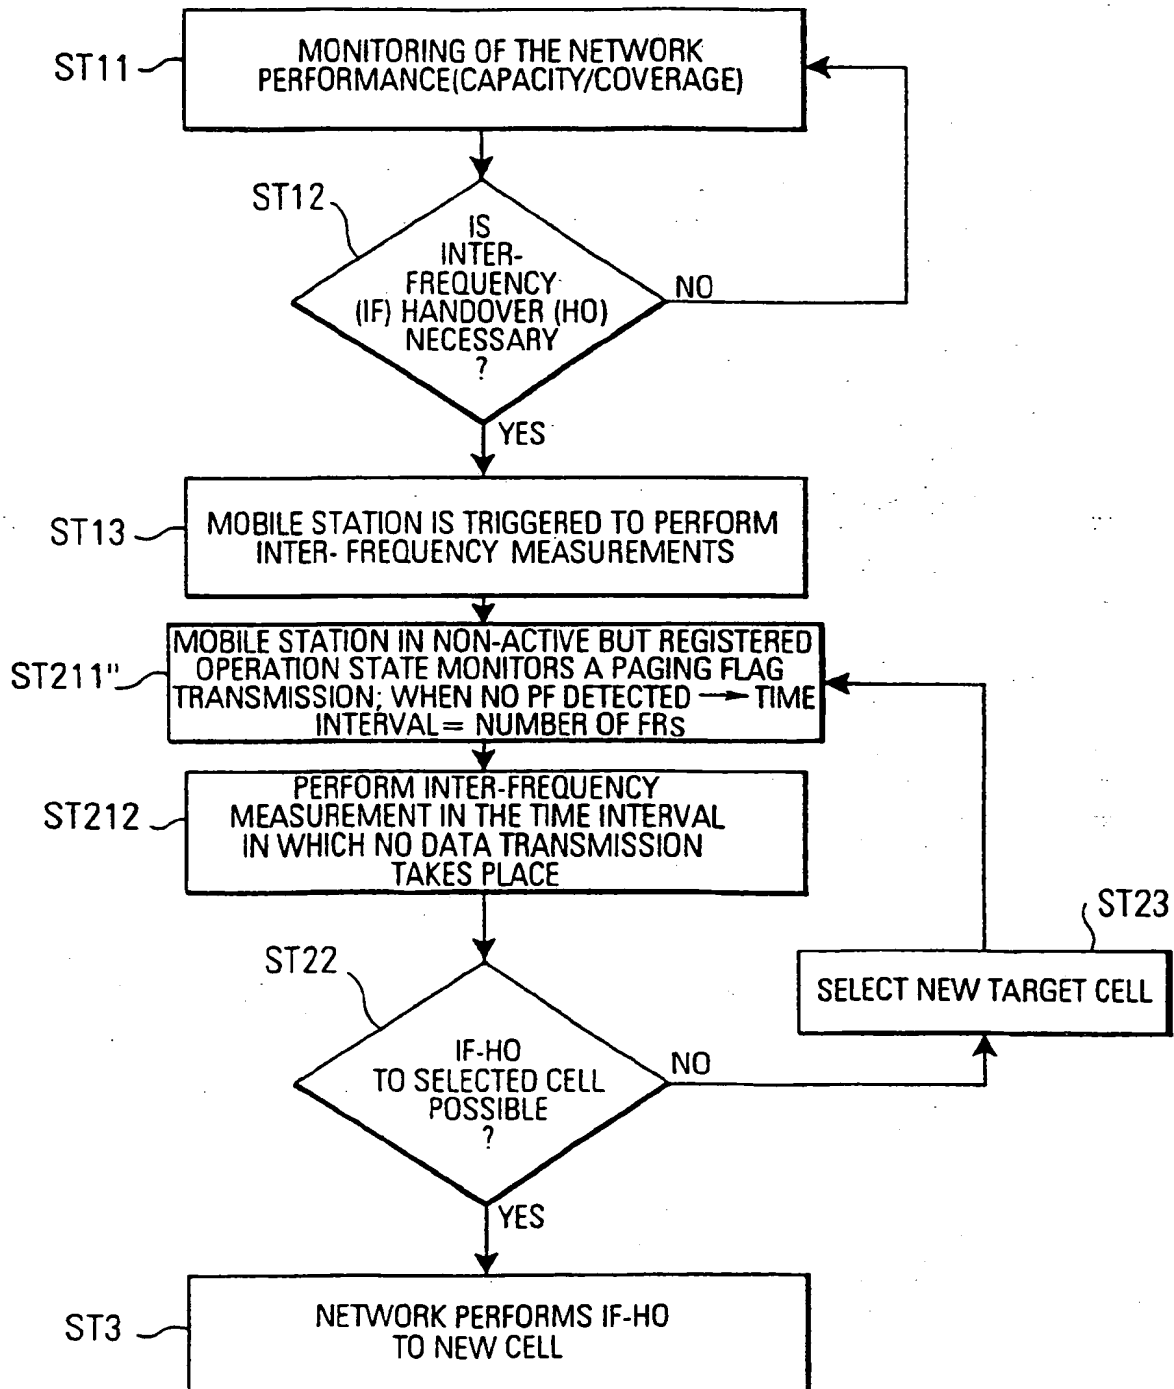 ST11
MONITORING OF THE NETWORK
PERFORMANCE(CAPACITY/COVERAGE)
ST12
IS
INTER-
FREQUENCY
(IF) HANDOVER (HO)
NECESSARY
?
NO
YES
ST13
MOBILE STATION IS TRIGGERED TO PERFORM
INTER- FREQUENCY MEASUREMENTS
ST211"
MOBILE STATION IN NON-ACTIVE BUT REGISTERED
OPERATION STATE MONITORS A PAGING FLAG
TRANSMISSION; WHEN NO PF DETECTED → TIME
INTERVAL = NUMBER OF FRs
ST212
PERFORM INTER-FREQUENCY
MEASUREMENT IN THE TIME INTERVAL
IN WHICH NO DATA TRANSMISSION
TAKES PLACE
ST23
SELECT NEW TARGET CELL
ST22
IF-HO
TO SELECTED CELL
POSSIBLE
?
NO
YES
ST3
NETWORK PERFORMS IF-HO
TO NEW CELL